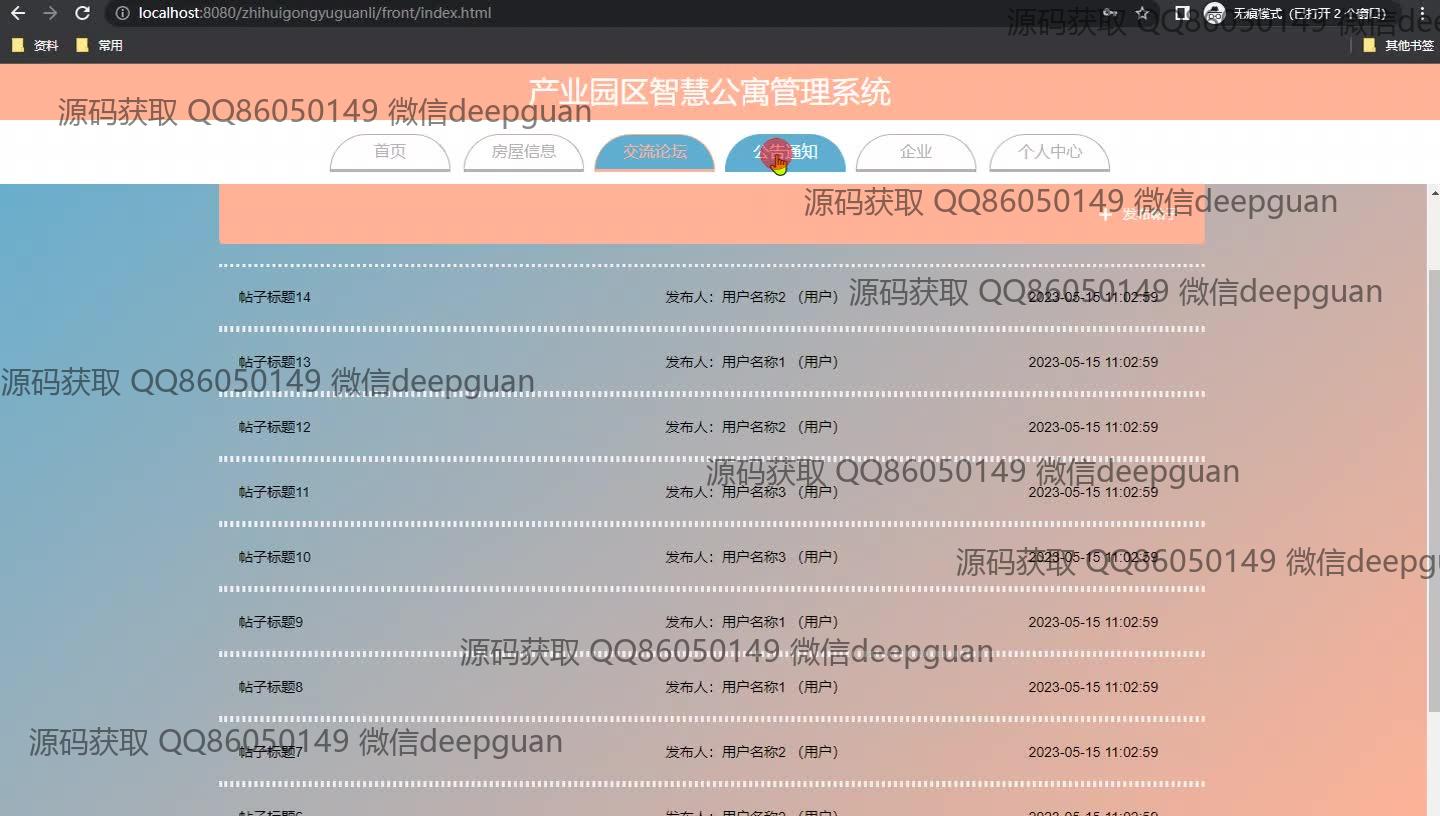 localhost:8080/zhihuigongyuguanli/front/index.html
无痕模式（已打开 2 个窗口）
资料
常用
其他书签
源码获取 QQ86050149 微信dee
产业园区智慧公寓管理系统
源码获取 QQ86050149 微信deepguan
首页
房屋信息
交流论坛
公告通知
企业
个人中心
源码获取 QQ86050149 微信deepguan
帖子标题14
发布人：用户名称2 （用户）
2023-05-15 11:02:59
源码获取 QQ86050149 微信deepguan
帖子标题13
发布人：用户名称1 （用户）
2023-05-15 11:02:59
源码获取 QQ86050149 微信deepguan
帖子标题12
发布人：用户名称2 （用户）
2023-05-15 11:02:59
源码获取 QQ86050149 微信deepguan
帖子标题11
发布人：用户名称3 （用户）
2023-05-15 11:02:59
帖子标题10
发布人：用户名称3 （用户）
2023-05-15 11:02:59
源码获取 QQ86050149 微信deepgu
帖子标题9
发布人：用户名称1 （用户）
2023-05-15 11:02:59
源码获取 QQ86050149 微信deepguan
帖子标题8
发布人：用户名称1 （用户）
2023-05-15 11:02:59
源码获取 QQ86050149 微信deepguan
帖子标题7
发布人：用户名称2 （用户）
2023-05-15 11:02:59